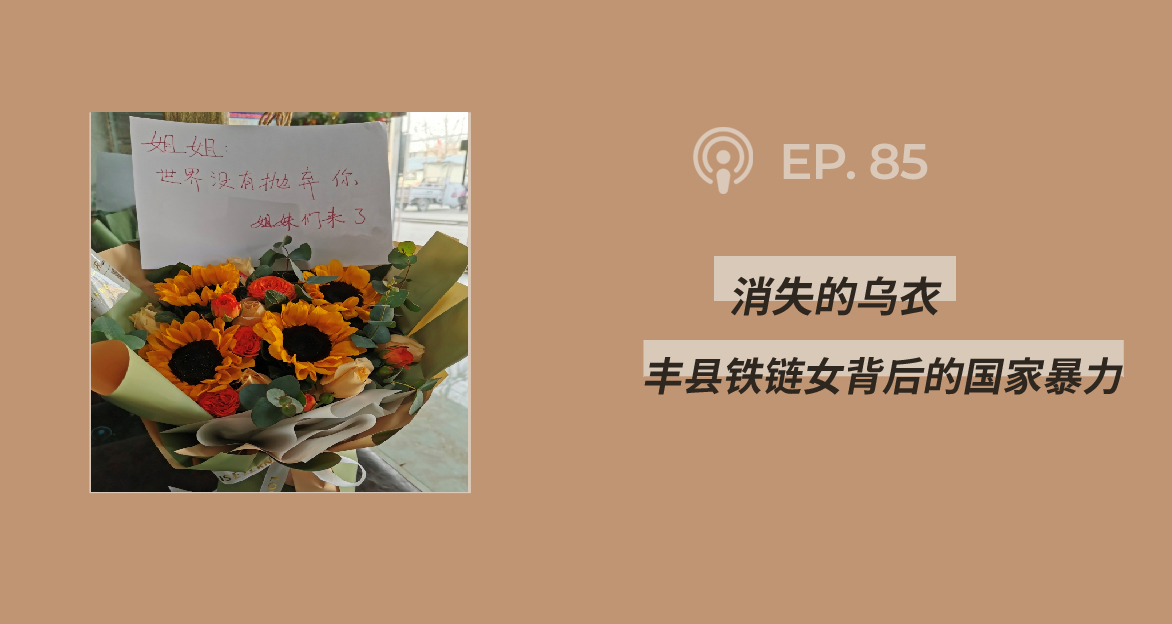 姐姐：
世界没有抛弃你。
姐妹们来了
EP. 85
消失的乌衣
丰县铁链女背后的国家暴力